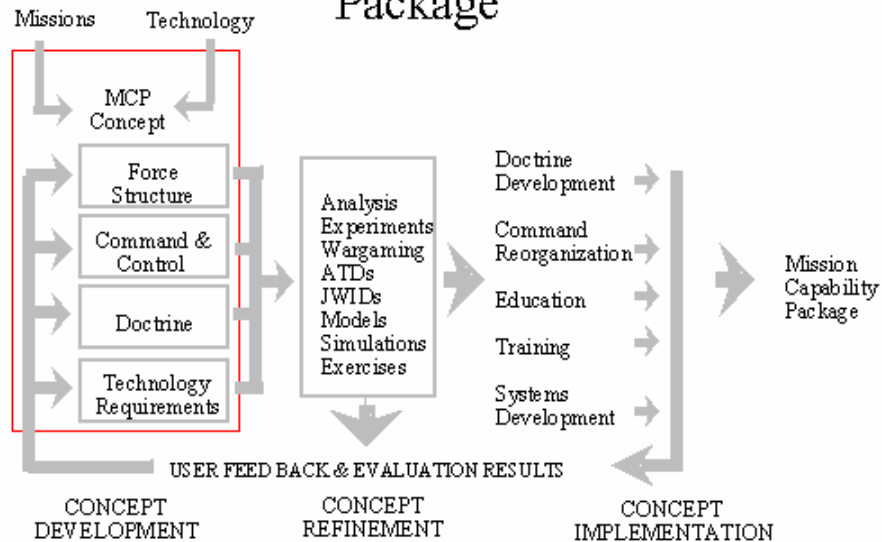 Package
Missions
Technology
MCP
Concept
Force
Structure
Command &
Control
Doctrine
Technology
Requirements
Analysis
Experiments
Wargaming
ATDs
JWIDs
Models
Simulations
Exercises
Doctrine
Development
Command
Reorganization
Education
Training
Systems
Development
Mission
Capability
Package
USER FEED BACK & EVALUATION RESULTS
CONCEPT
DEVELOPMENT
CONCEPT
REFINEMENT
CONCEPT
IMPLEMENTATION